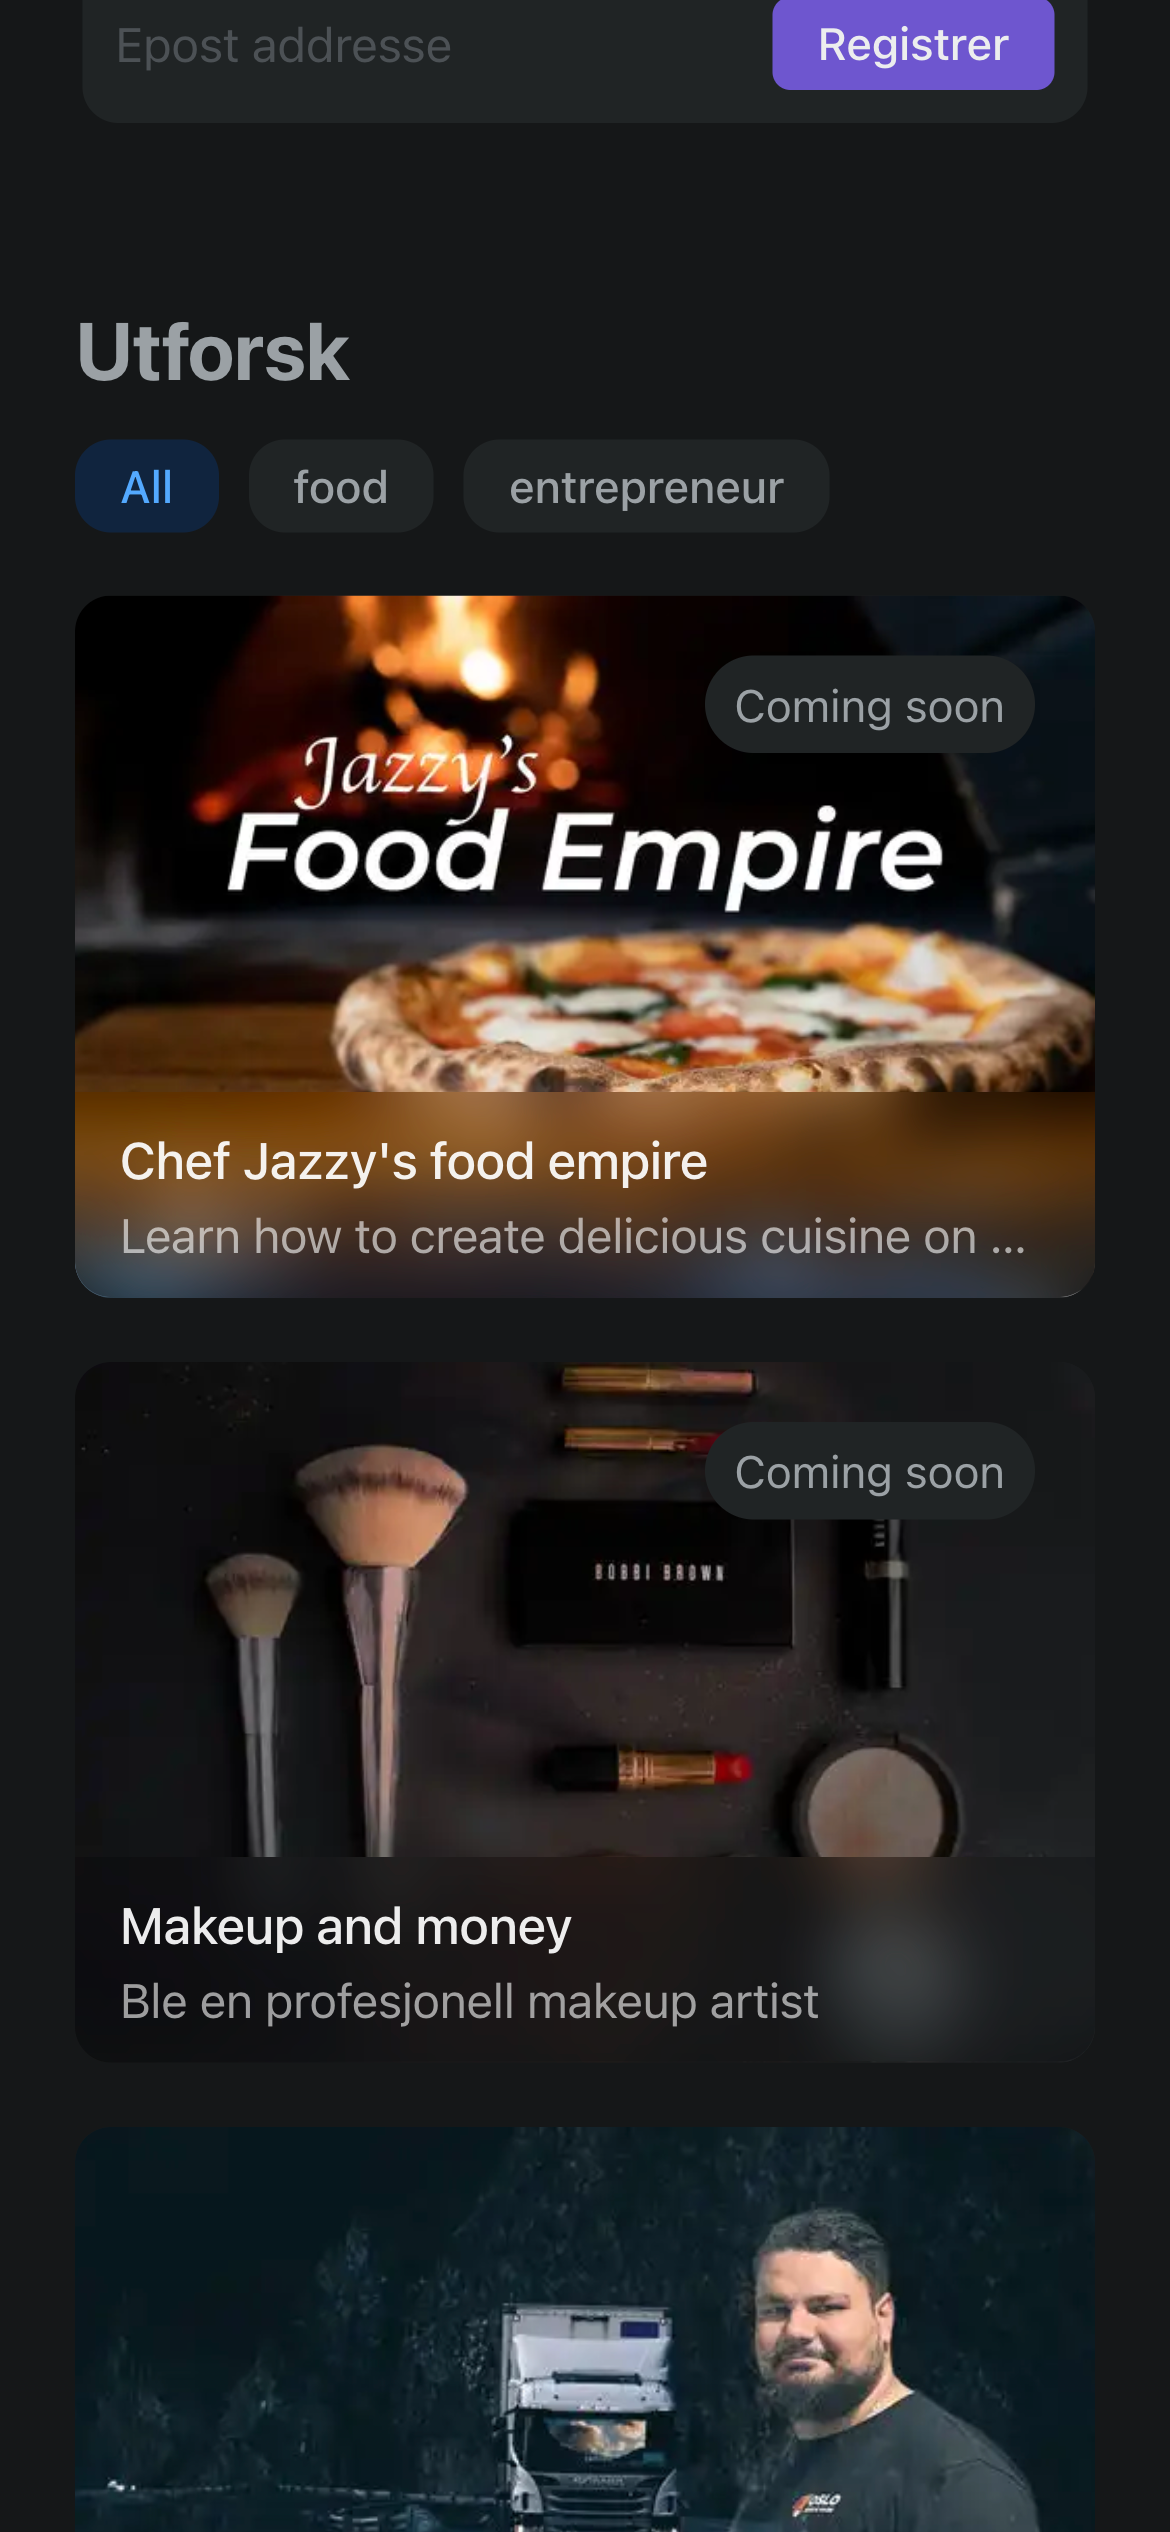 Epost addresse
Registrer
Utforsk
All
food
entrepreneur
Coming soon
Jazzy's
Food Empire
Chef Jazzy's food empire
Learn how to create delicious cuisine on ...
Coming soon
BOBBI BROWN
Makeup and money
Ble en profesjonell makeup artist
OSLO